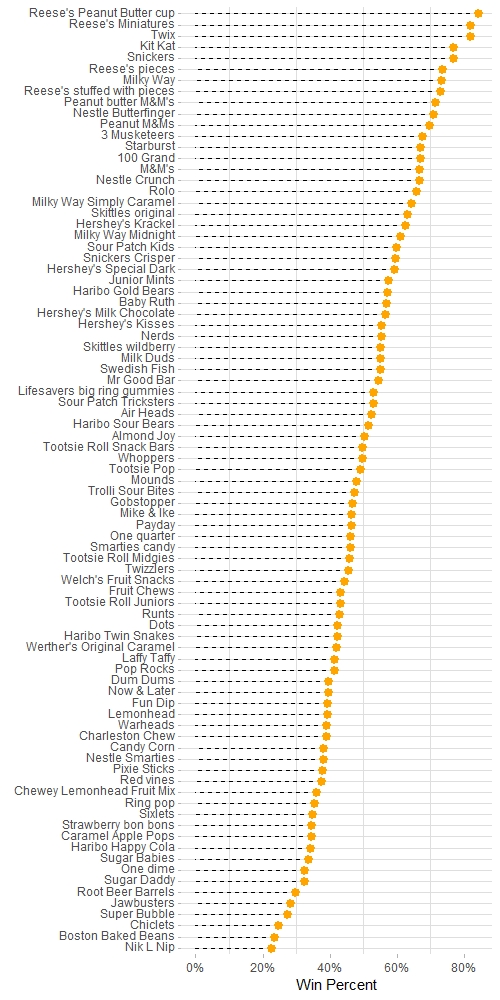 Reese's Peanut Butter cup
Reese's Miniatures
Twix
Kit Kat
Snickers
Reese's pieces
Milky Way
Reese's stuffed with pieces
Peanut butter M&M's
Nestle Butterfinger
Peanut M&Ms
3 Musketeers
Starburst
100 Grand
M&M's
Nestle Crunch
Rolo
Milky Way Simply Caramel
Skittles original
Hershey's Krackel
Milky Way Midnight
Sour Patch Kids
Snickers Crisper
Hershey's Special Dark
Junior Mints
Haribo Gold Bears
Baby Ruth
Hershey's Milk Chocolate
Hershey's Kisses
Nerds
Skittles wildberry
Milk Duds
Swedish Fish
Mr Good Bar
Lifesavers big ring gummies
Sour Patch Tricksters
Air Heads
Haribo Sour Bears
Almond Joy
Tootsie Roll Snack Bars
Whoppers
Tootsie Pop
Mounds
Trolli Sour Bites
Gobstopper
Mike & Ike
Payday
One quarter
Smarties candy
Tootsie Roll Midgies
Twizzlers
Welch's Fruit Snacks
Fruit Chews
Tootsie Roll Juniors
Runts
Dots
Haribo Twin Snakes
Werther's Original Caramel
Laffy Taffy
Pop Rocks
Dum Dums
Now & Later
Fun Dip
Lemonhead
Warheads
Charleston Chew
Candy Corn
Nestle Smarties
Pixie Sticks
Red vines
Chewey Lemonhead Fruit Mix
Ring pop
Sixlets
Strawberry bon bons
Caramel Apple Pops
Haribo Happy Cola
Sugar Babies
One dime
Sugar Daddy
Root Beer Barrels
Jawbusters
Super Bubble
Chiclets
Boston Baked Beans
Nik L Nip
0% 20% 40% 60% 80%
Win Percent